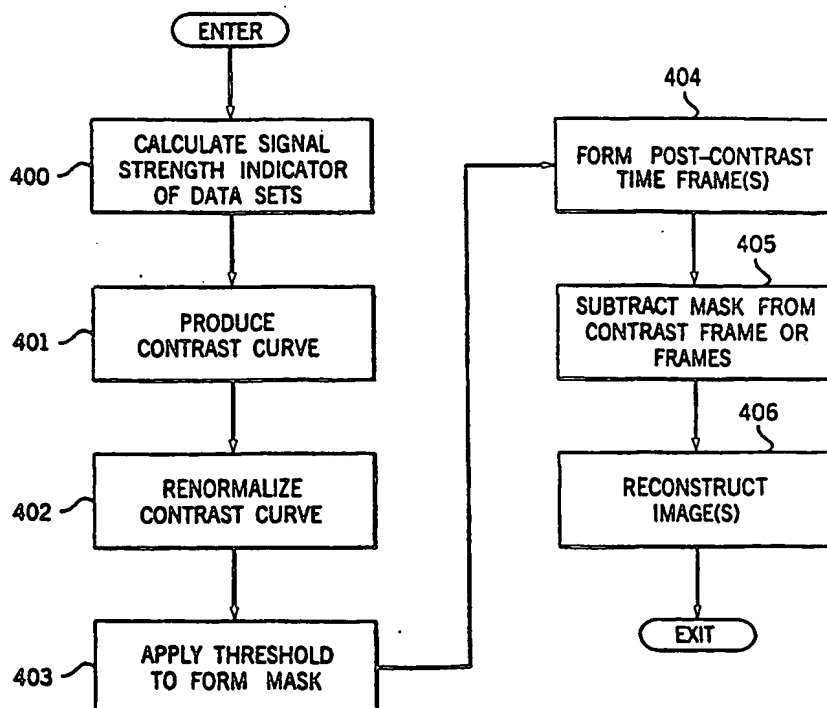 ENTER
400
CALCULATE SIGNAL
STRENGTH INDICATOR
OF DATA SETS
401
PRODUCE
CONTRAST CURVE
402
RENORMALIZE
CONTRAST CURVE
403
APPLY THRESHOLD
TO FORM MASK
404
FORM POST-CONTRAST
TIME FRAME(S)
405
SUBTRACT MASK FROM
CONTRAST FRAME OR
FRAMES
406
RECONSTRUCT
IMAGE(S)
EXIT